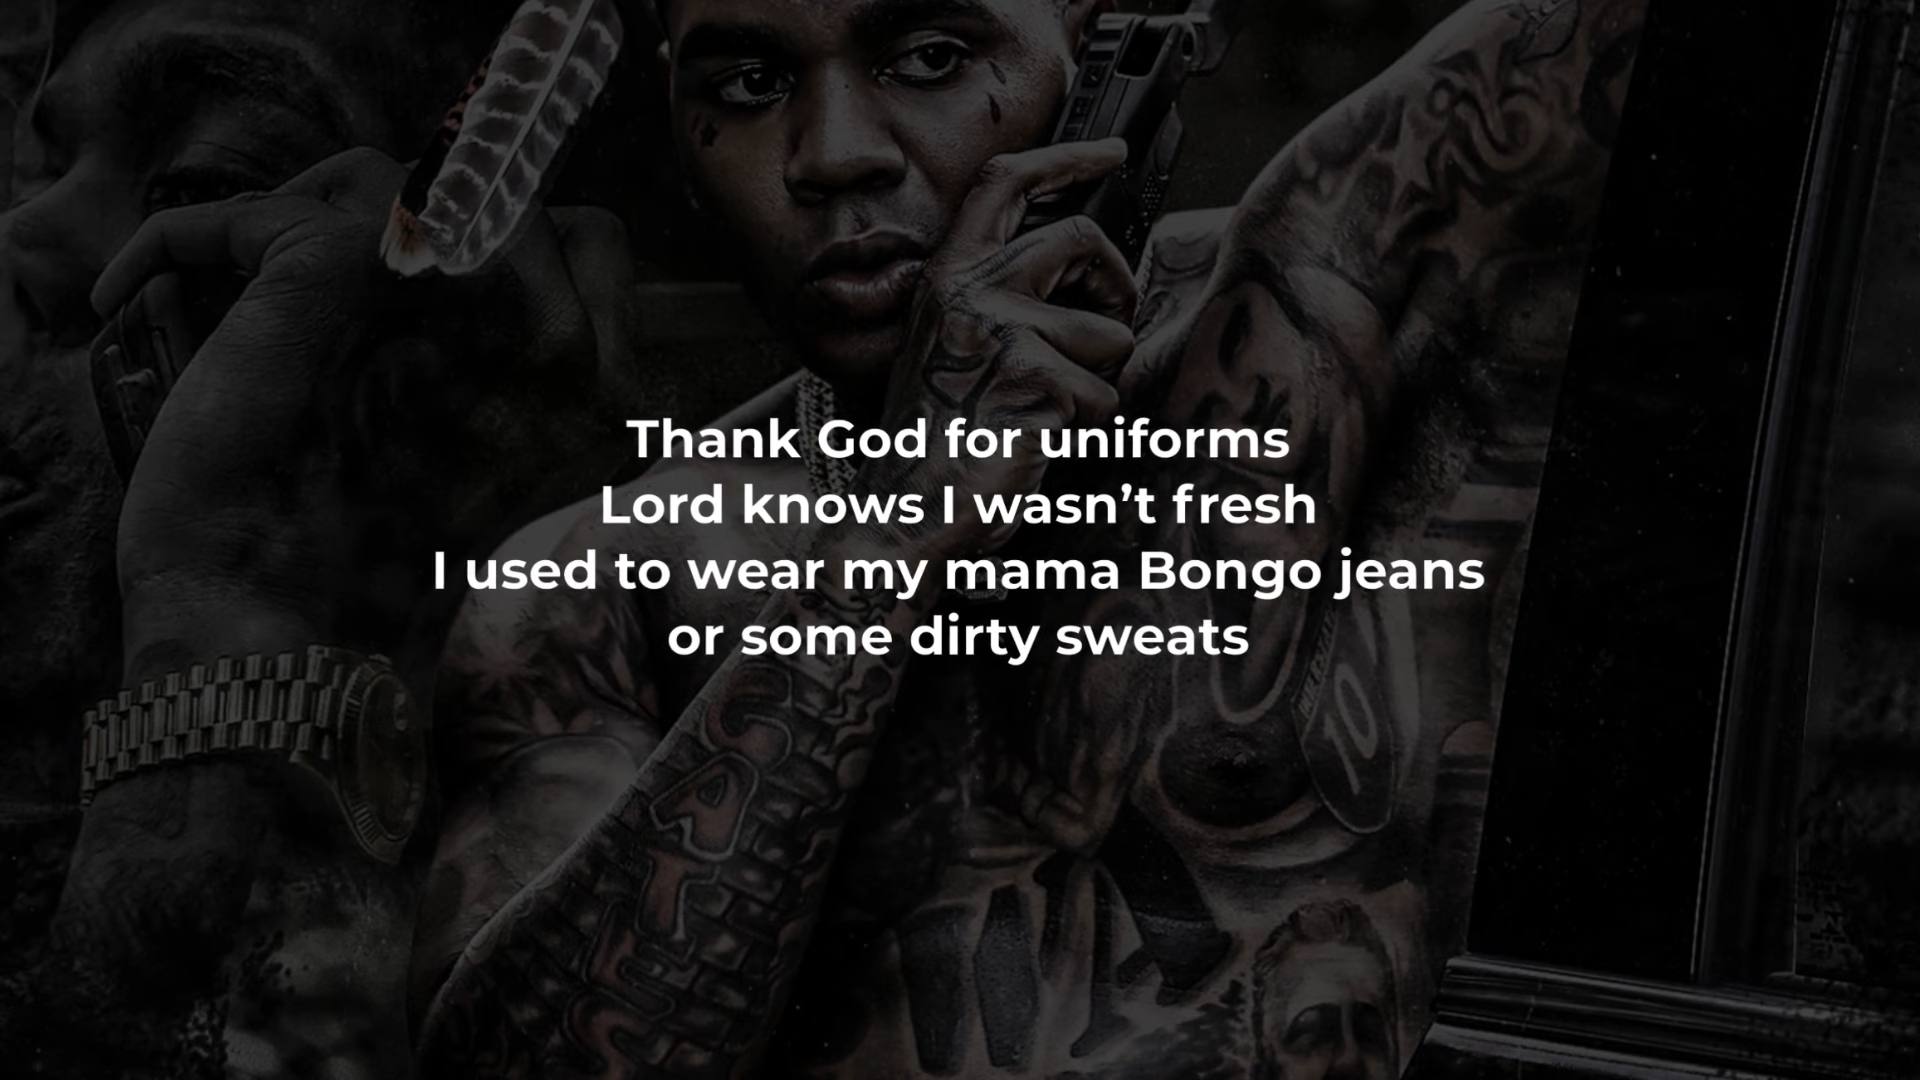 Thank God for uniforms
Lord knows I wasn’t fresh
I used to wear my mama Bongo jeans
or some dirty sweats
10